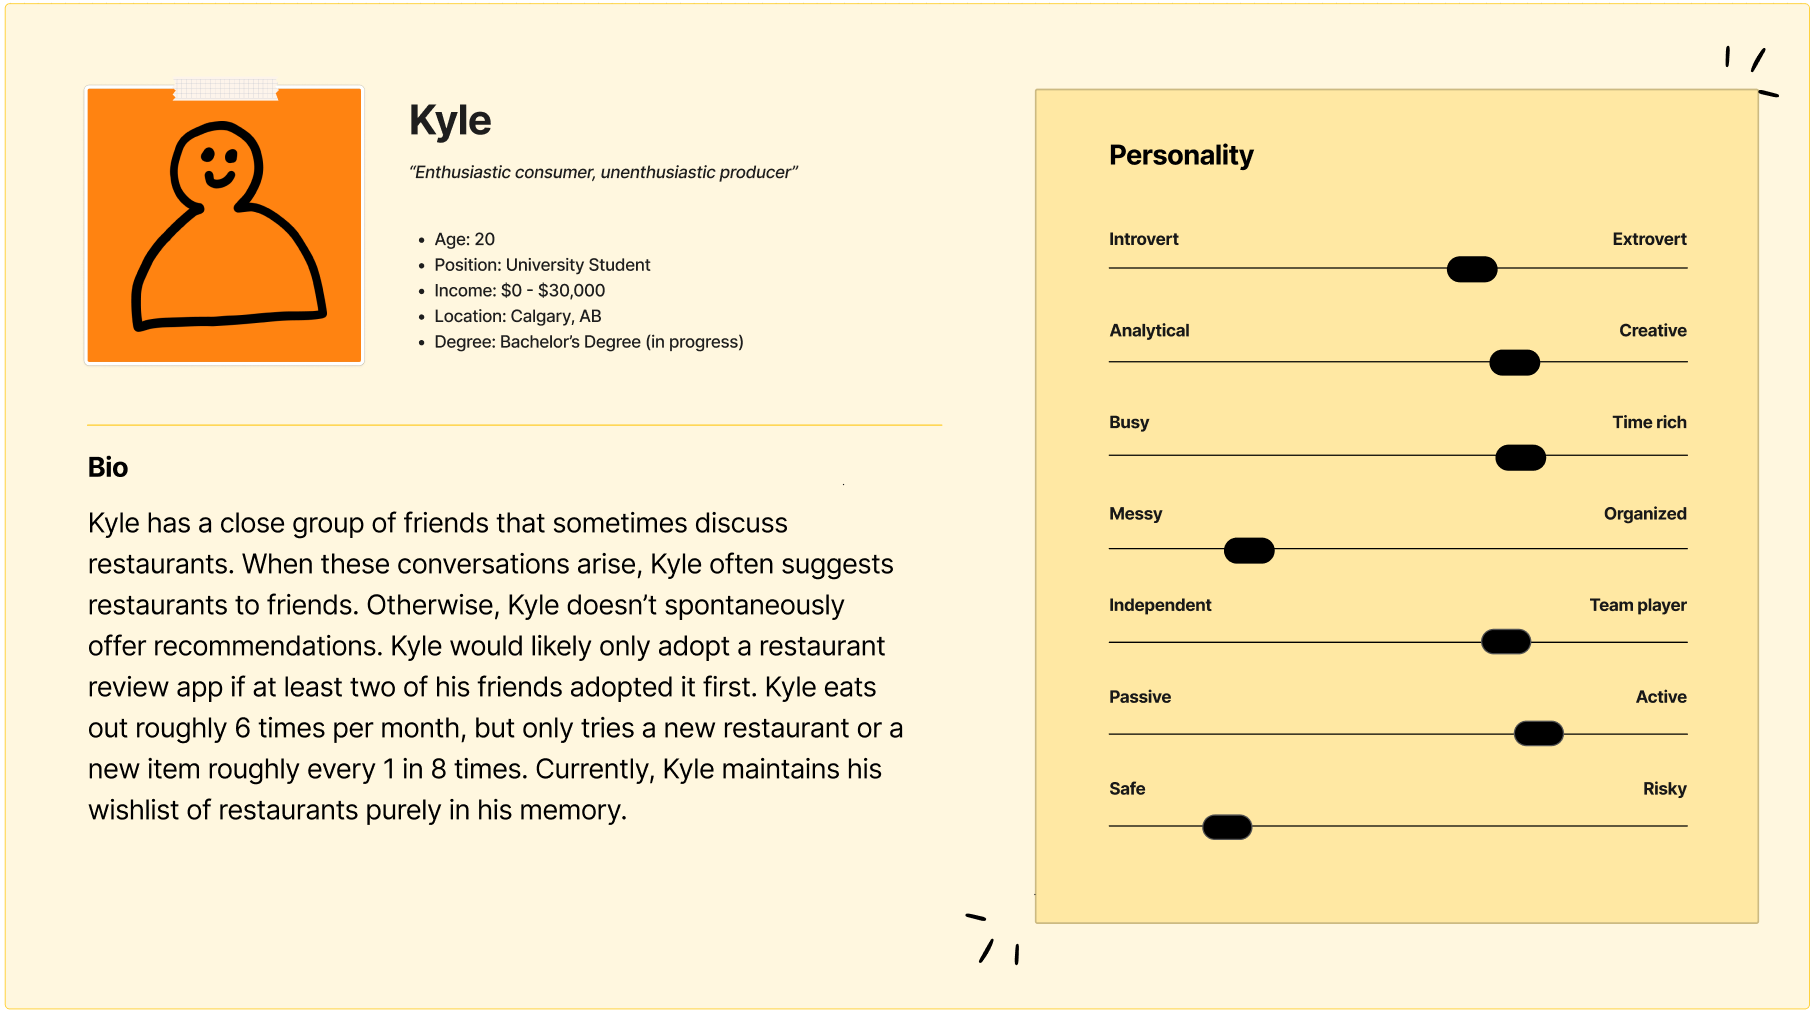 Kyle
“Enthusiastic consumer, unenthusiastic producer”
• Age: 20
• Position: University Student
• Income: $0 - $30,000
• Location: Calgary, AB
• Degree: Bachelor’s Degree (in progress)
Bio
Kyle has a close group of friends that sometimes discuss
restaurants. When these conversations arise, Kyle often suggests
restaurants to friends. Otherwise, Kyle doesn’t spontaneously
offer recommendations. Kyle would likely only adopt a restaurant
review app if at least two of his friends adopted it first. Kyle eats
out roughly 6 times per month, but only tries a new restaurant or a
new item roughly every 1 in 8 times. Currently, Kyle maintains his
wishlist of restaurants purely in his memory.
Personality
Introvert Extrovert
Analytical Creative
Busy Time rich
Messy Organized
Independent Team player
Passive Active
Safe Risky